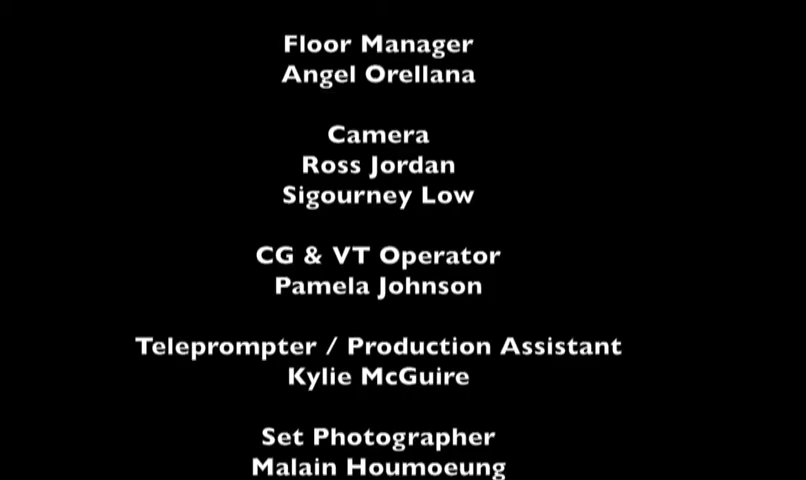 Floor Manager
Angel Orellana
Camera
Ross Jordan
Sigourney Low
CG & VT Operator
Pamela Johnson
Teleprompter / Production Assistant
Kylie McGuire
Set Photographer
Malain Houmoeung